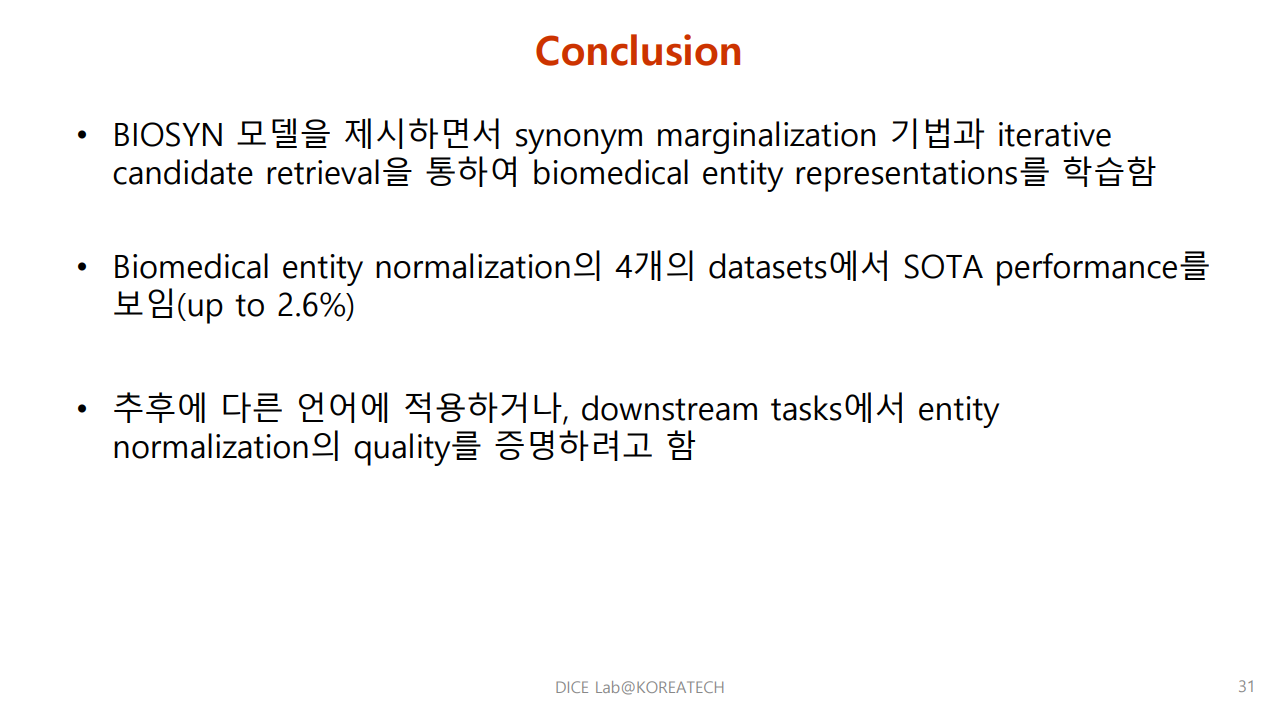 Conclusion
• BIOSYN 모델을 제시하면서 synonym marginalization 기법과 iterative
candidate retrieval을 통하여 biomedical entity representations를 학습함
• Biomedical entity normalization의 4개의 datasets에서 SOTA performance를
보임(up to 2.6%)
• 추후에 다른 언어에 적용하거나, downstream tasks에서 entity
normalization의 quality를 증명하려고 함
DICE Lab@KOREATECH
31